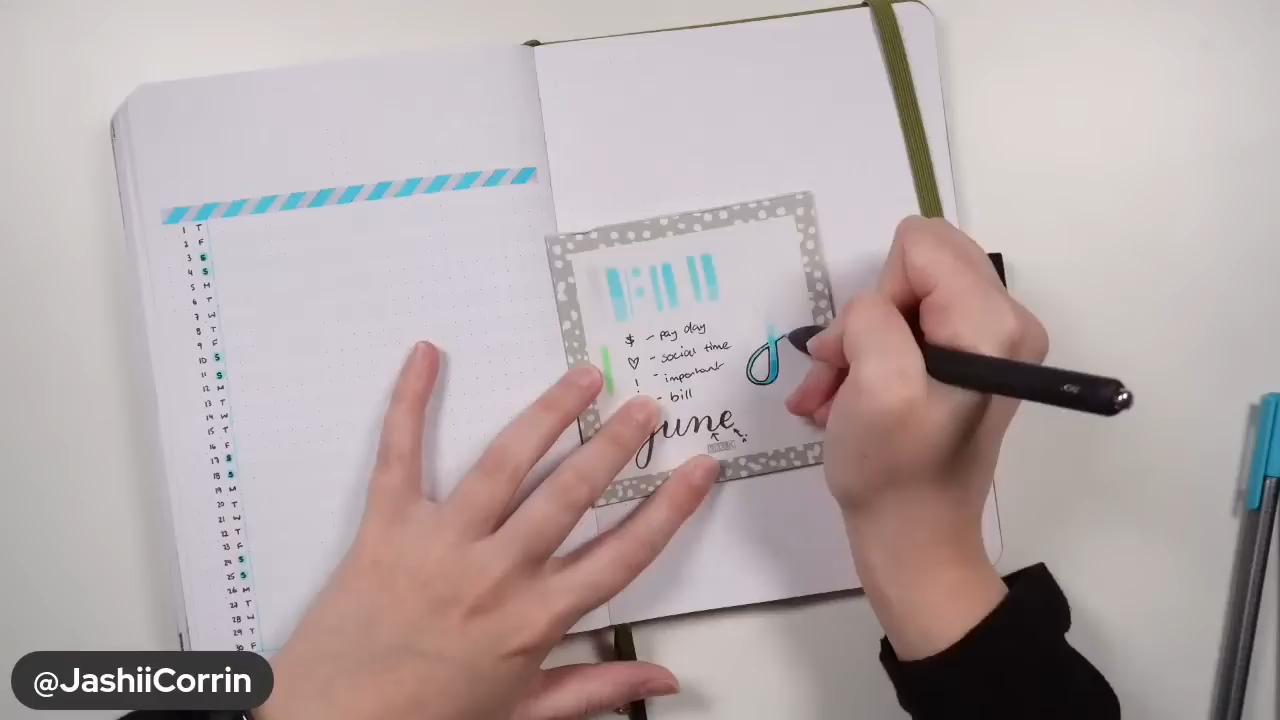 1 T
2 F
3 S
4 S
5 M
6 T
7 W
8 T
9 F
10 S
11 S
12 M
13 T
14 W
15 T
16 F
17 S
18 S
19 M
20 T
21 W
22 T
23 F
24 S
25 S
26 M
27 T
28 W
29 T
30 F
$ - pay day
♡ - social time
! - important
- bill
June
@JashiiCorrin